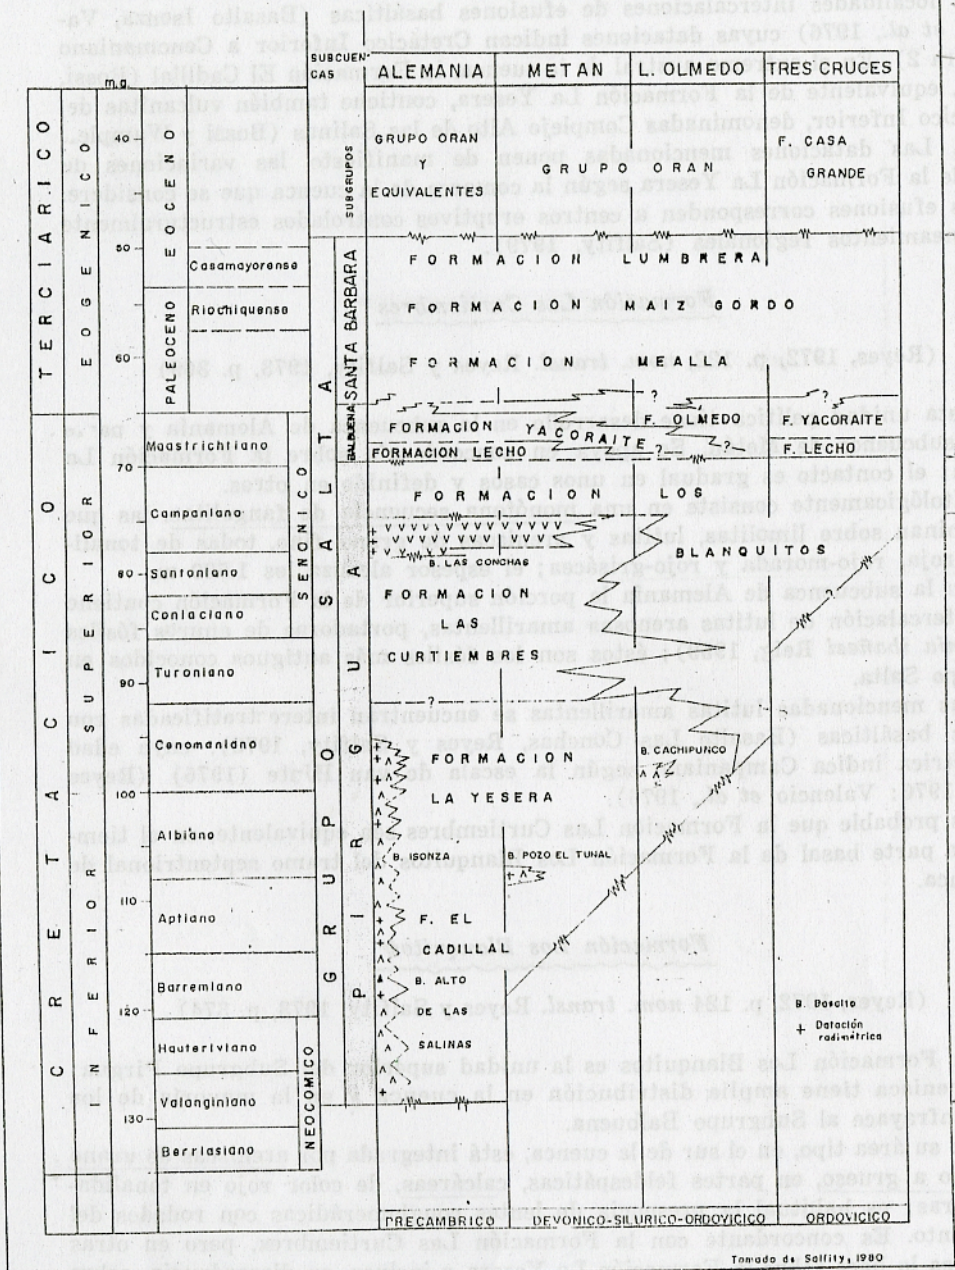 SUBCUEN
CAS
ALEMANIA
METAN
L. OLMEDO
TRES CRUCES
m.a.
TERCIARICO
EOGENICO
EOCENO
PALEOCENO
Casamayorense
Riochiquense
40
50
60
70
80
90
100
110
120
130
CRETACICO
SUPERIOR
INFERIOR
SENONICO
NEOCOMICO
Mastrichtiano
Campaniano
Santoniano
Coniaciano
Turoniano
Cenomaniano
Albiano
Aptiano
Barremiano
Hauteriviano
Valanginiano
Berriasiano
SUBGRUPOS
SANTA BARBARA
BALBUENA
PIRGUA
GRUPO SALTA
GRUPO ORAN
Y
EQUIVALENTES
GRUPO ORAN
F. CASA
GRANDE
FORMACION LUMBRERA
FORMACION MAIZ GORDO
FORMACION MEALLA
?
?
FORMACION YACORAITE
F. OLMEDO
F. YACORAITE
FORMACION LECHO
?
F. LECHO
FORMACION LOS
BLANQUITOS
B. LAS CONCHAS
FORMACION
LAS
CURTIEMBRES
?
?
FORMACION
LA YESERA
B. CACHIPUNCO
B. ISONZA
B. POZO EL TUNAL
F. EL
CADILLAL
B. ALTO
DE LAS
SALINAS
B. Basalto
+ Datación
radimétrica
PRECAMBRICO
DEVONICO-SILURICO-ORDOVICICO
ORDOVICICO
Tomado de Salfity, 1980